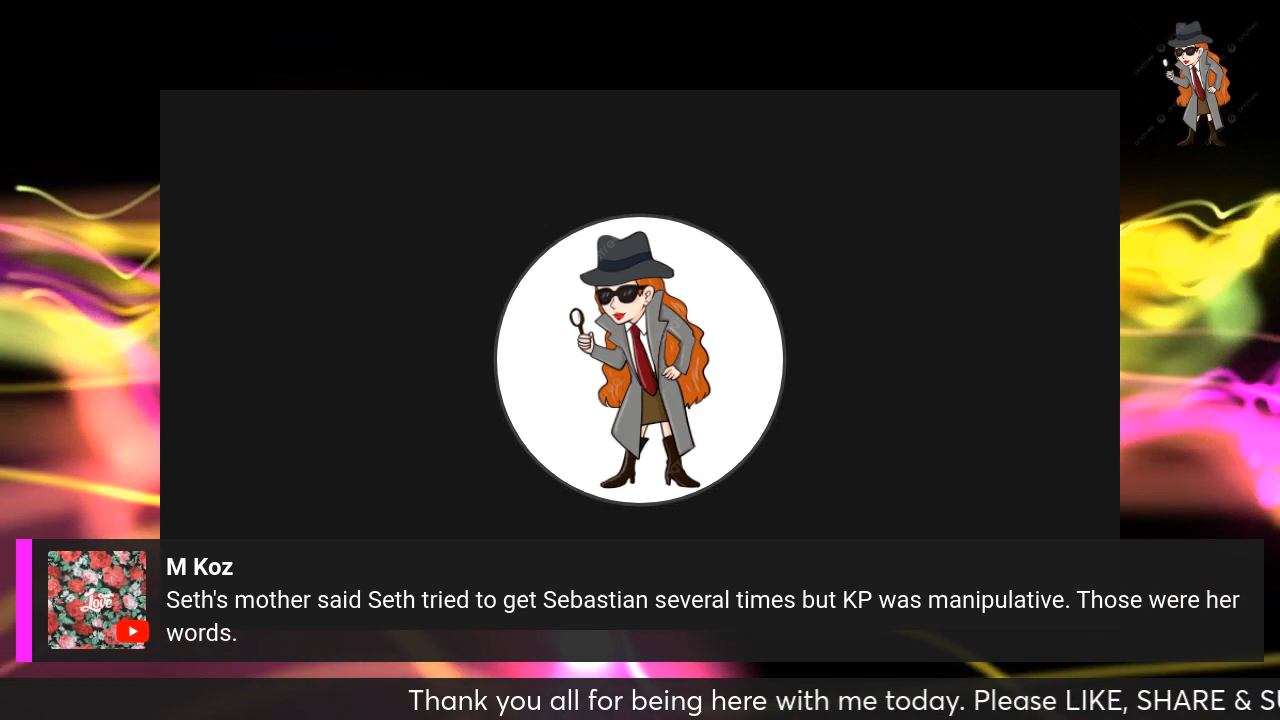 M Koz
Seth's mother said Seth tried to get Sebastian several times but KP was manipulative. Those were her
words.
Love
Thank you all for being here with me today. Please LIKE, SHARE &